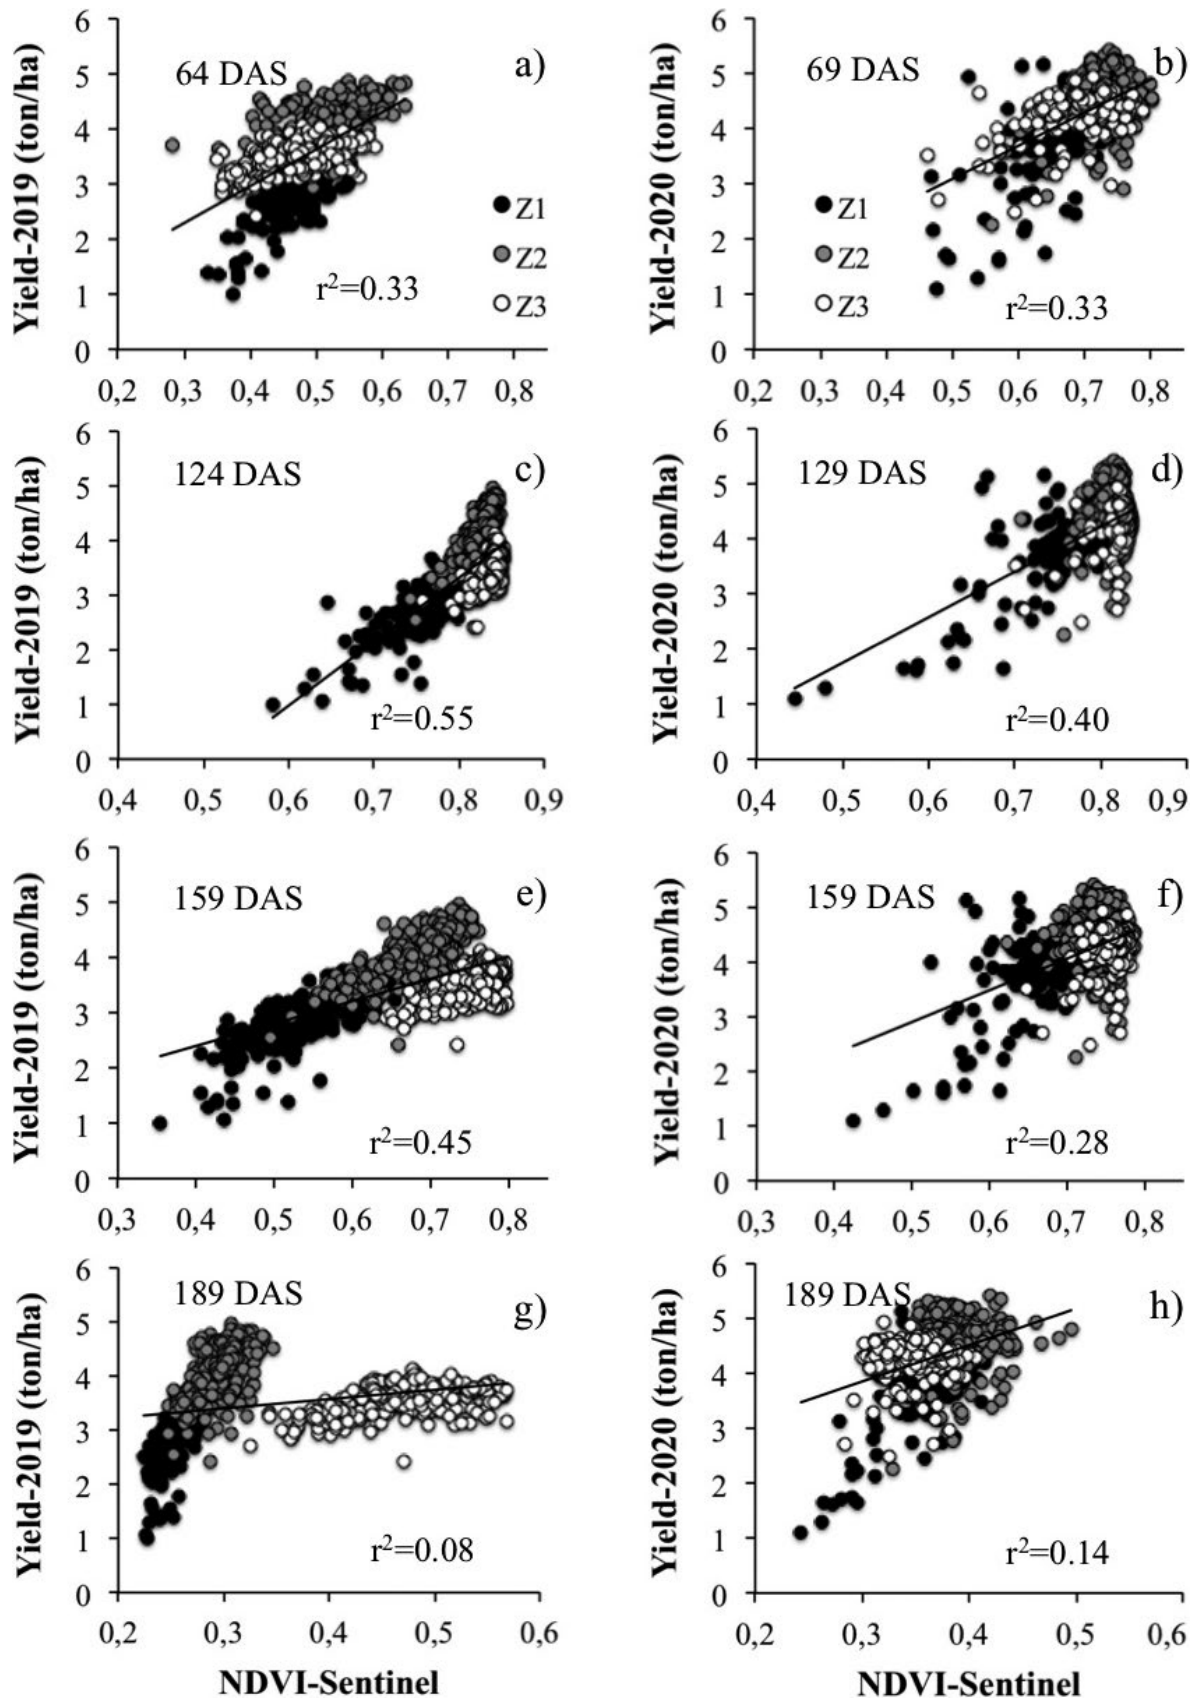 6
5
4
3
2
1
0
Yield-2019 (ton/ha)
64 DAS
a)
Z1
Z2
Z3
r²=0.33
0,2 0,3 0,4 0,5 0,6 0,7 0,8
6
5
4
3
2
1
0
Yield-2020 (ton/ha)
69 DAS
b)
Z1
Z2
Z3
r²=0.33
0,2 0,3 0,4 0,5 0,6 0,7 0,8
6
5
4
3
2
1
0
Yield-2019 (ton/ha)
124 DAS
c)
r²=0.55
0,4 0,5 0,6 0,7 0,8 0,9
6
5
4
3
2
1
0
Yield-2020 (ton/ha)
129 DAS
d)
r²=0.40
0,4 0,5 0,6 0,7 0,8 0,9
6
5
4
3
2
1
0
Yield-2019 (ton/ha)
159 DAS
e)
r²=0.45
0,3 0,4 0,5 0,6 0,7 0,8
6
5
4
3
2
1
0
Yield-2020 (ton/ha)
159 DAS
f)
r²=0.28
0,3 0,4 0,5 0,6 0,7 0,8
6
5
4
3
2
1
0
Yield-2019 (ton/ha)
189 DAS
g)
r²=0.08
0,2 0,3 0,4 0,5 0,6
NDVI-Sentinel
6
5
4
3
2
1
0
Yield-2020 (ton/ha)
189 DAS
h)
r²=0.14
0,2 0,3 0,4 0,5 0,6
NDVI-Sentinel